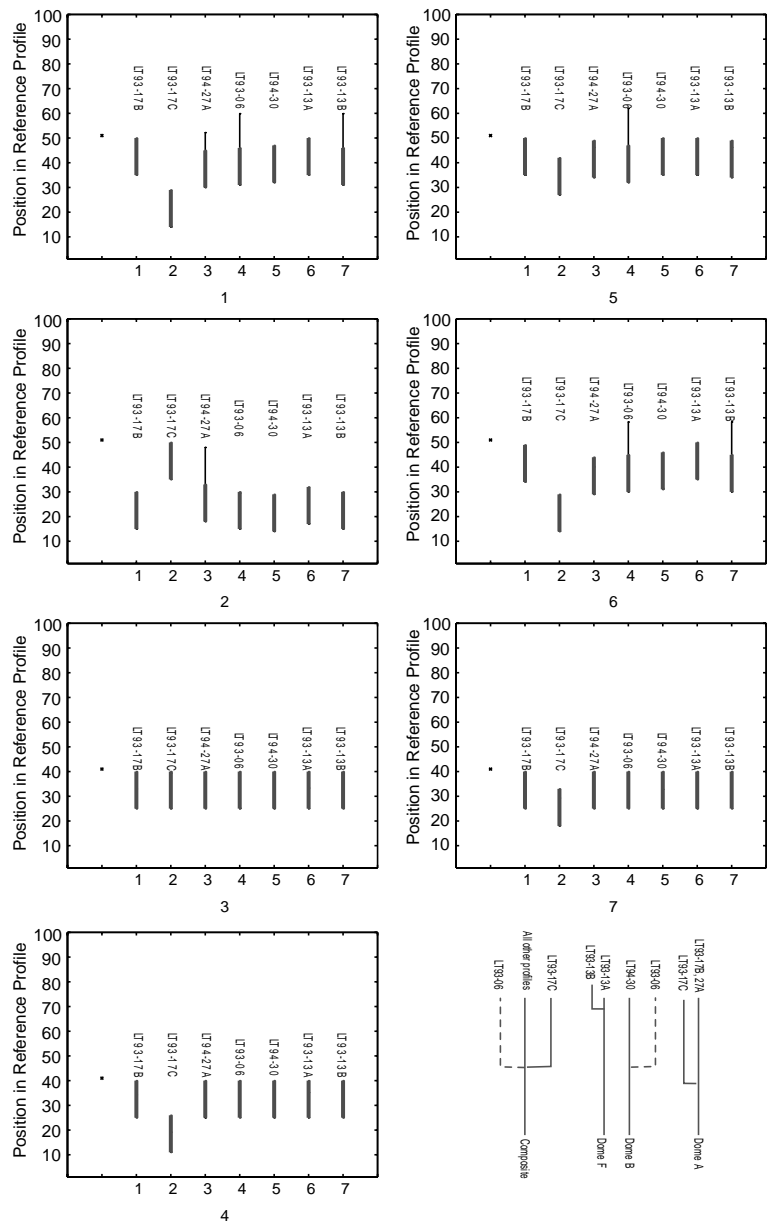 100
90
80
70
60
50
40
30
20
10
Position in Reference Profile
LT93-17B
LT93-17C
LT94-27A
LT93-06
LT94-30
LT93-13A
LT93-13B
1 2 3 4 5 6 7
1
100
90
80
70
60
50
40
30
20
10
Position in Reference Profile
LT93-17B
LT93-17C
LT94-27A
LT93-06
LT94-30
LT93-13A
LT93-13B
1 2 3 4 5 6 7
5
100
90
80
70
60
50
40
30
20
10
Position in Reference Profile
LT93-17B
LT93-17C
LT94-27A
LT93-06
LT94-30
LT93-13A
LT93-13B
1 2 3 4 5 6 7
2
100
90
80
70
60
50
40
30
20
10
Position in Reference Profile
LT93-17B
LT93-17C
LT94-27A
LT93-06
LT94-30
LT93-13A
LT93-13B
1 2 3 4 5 6 7
6
100
90
80
70
60
50
40
30
20
10
Position in Reference Profile
LT93-17B
LT93-17C
LT94-27A
LT93-06
LT94-30
LT93-13A
LT93-13B
1 2 3 4 5 6 7
3
100
90
80
70
60
50
40
30
20
10
Position in Reference Profile
LT93-17B
LT93-17C
LT94-27A
LT93-06
LT94-30
LT93-13A
LT93-13B
1 2 3 4 5 6 7
7
100
90
80
70
60
50
40
30
20
10
Position in Reference Profile
LT93-17B
LT93-17C
LT94-27A
LT93-06
LT94-30
LT93-13A
LT93-13B
1 2 3 4 5 6 7
4
LT93-06
All other profiles
LT93-17C
Composite
LT93-13B
LT93-13A
Dome F
LT94-30
LT93-06
Dome B
LT93-17C
LT93-17B, 27A
Dome A